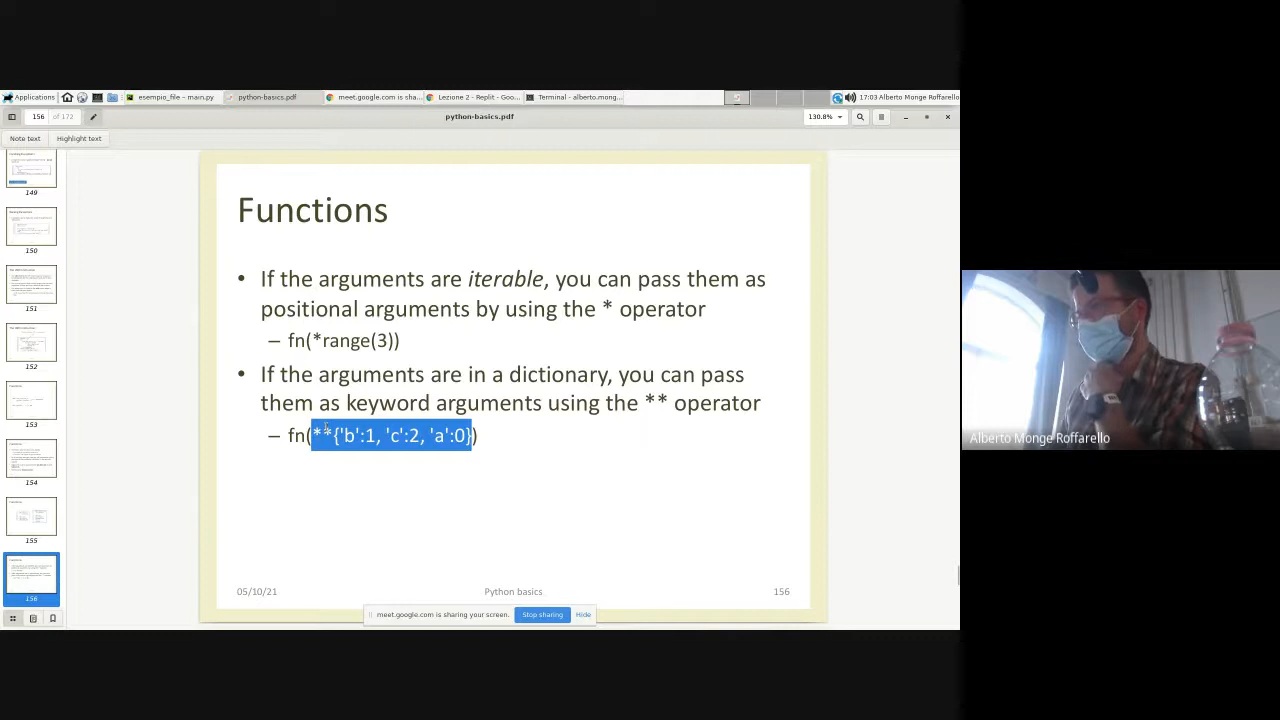 Applications
esempio_file – main.py
python-basics.pdf
meet.google.com is sha...
Lezione 2 - Replit - Goo...
Terminal - alberto.mong...
17:03 Alberto Monge Roffarello
156 of 172
python-basics.pdf
130.8%
Note text
Highlight text
149
150
151
152
153
154
155
156
Functions
• If the arguments are iterable, you can pass them as
positional arguments by using the * operator
– fn(*range(3))
• If the arguments are in a dictionary, you can pass
them as keyword arguments using the ** operator
– fn(**{'b':1, 'c':2, 'a':0})
05/10/21
Python basics
156
meet.google.com is sharing your screen.
Stop sharing
Hide
Alberto Monge Roffarello